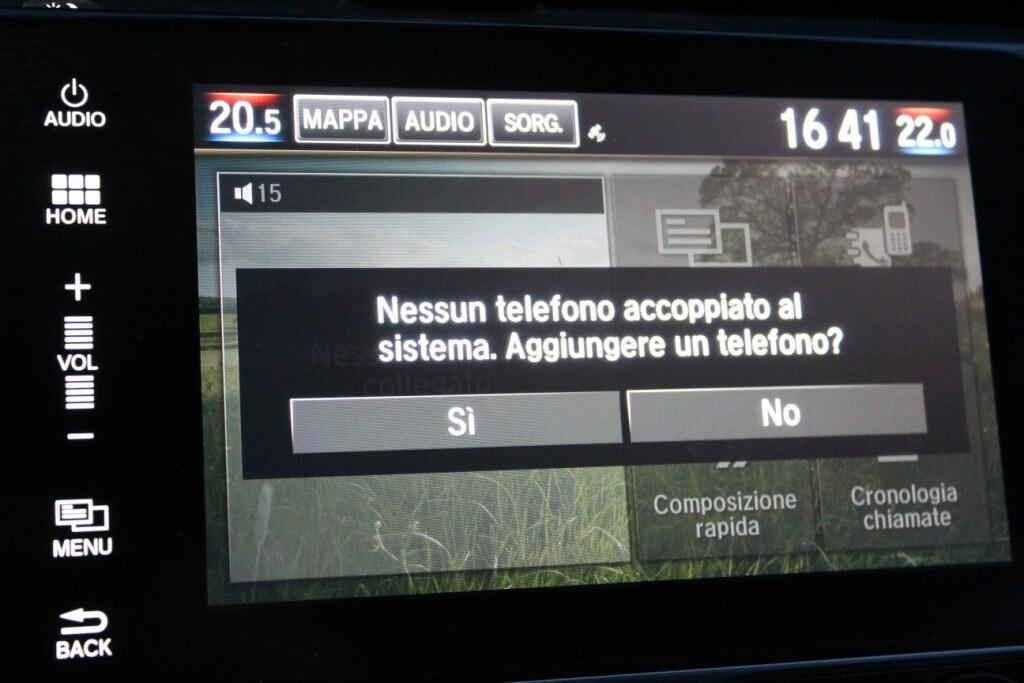 AUDIO
HOME
VOL
MENU
BACK
20.5 MAPPA AUDIO SORG. 16 41 22.0
15
Nessun telefono accoppiato al
sistema. Aggiungere un telefono?
collegato
Sì No
Composizione
rapida
Cronologia
chiamate